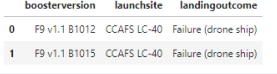 boosterversion launchsite landingoutcome
0 F9 v1.1 B1012 CCAFS LC-40 Failure (drone ship)
1 F9 v1.1 B1015 CCAFS LC-40 Failure (drone ship)